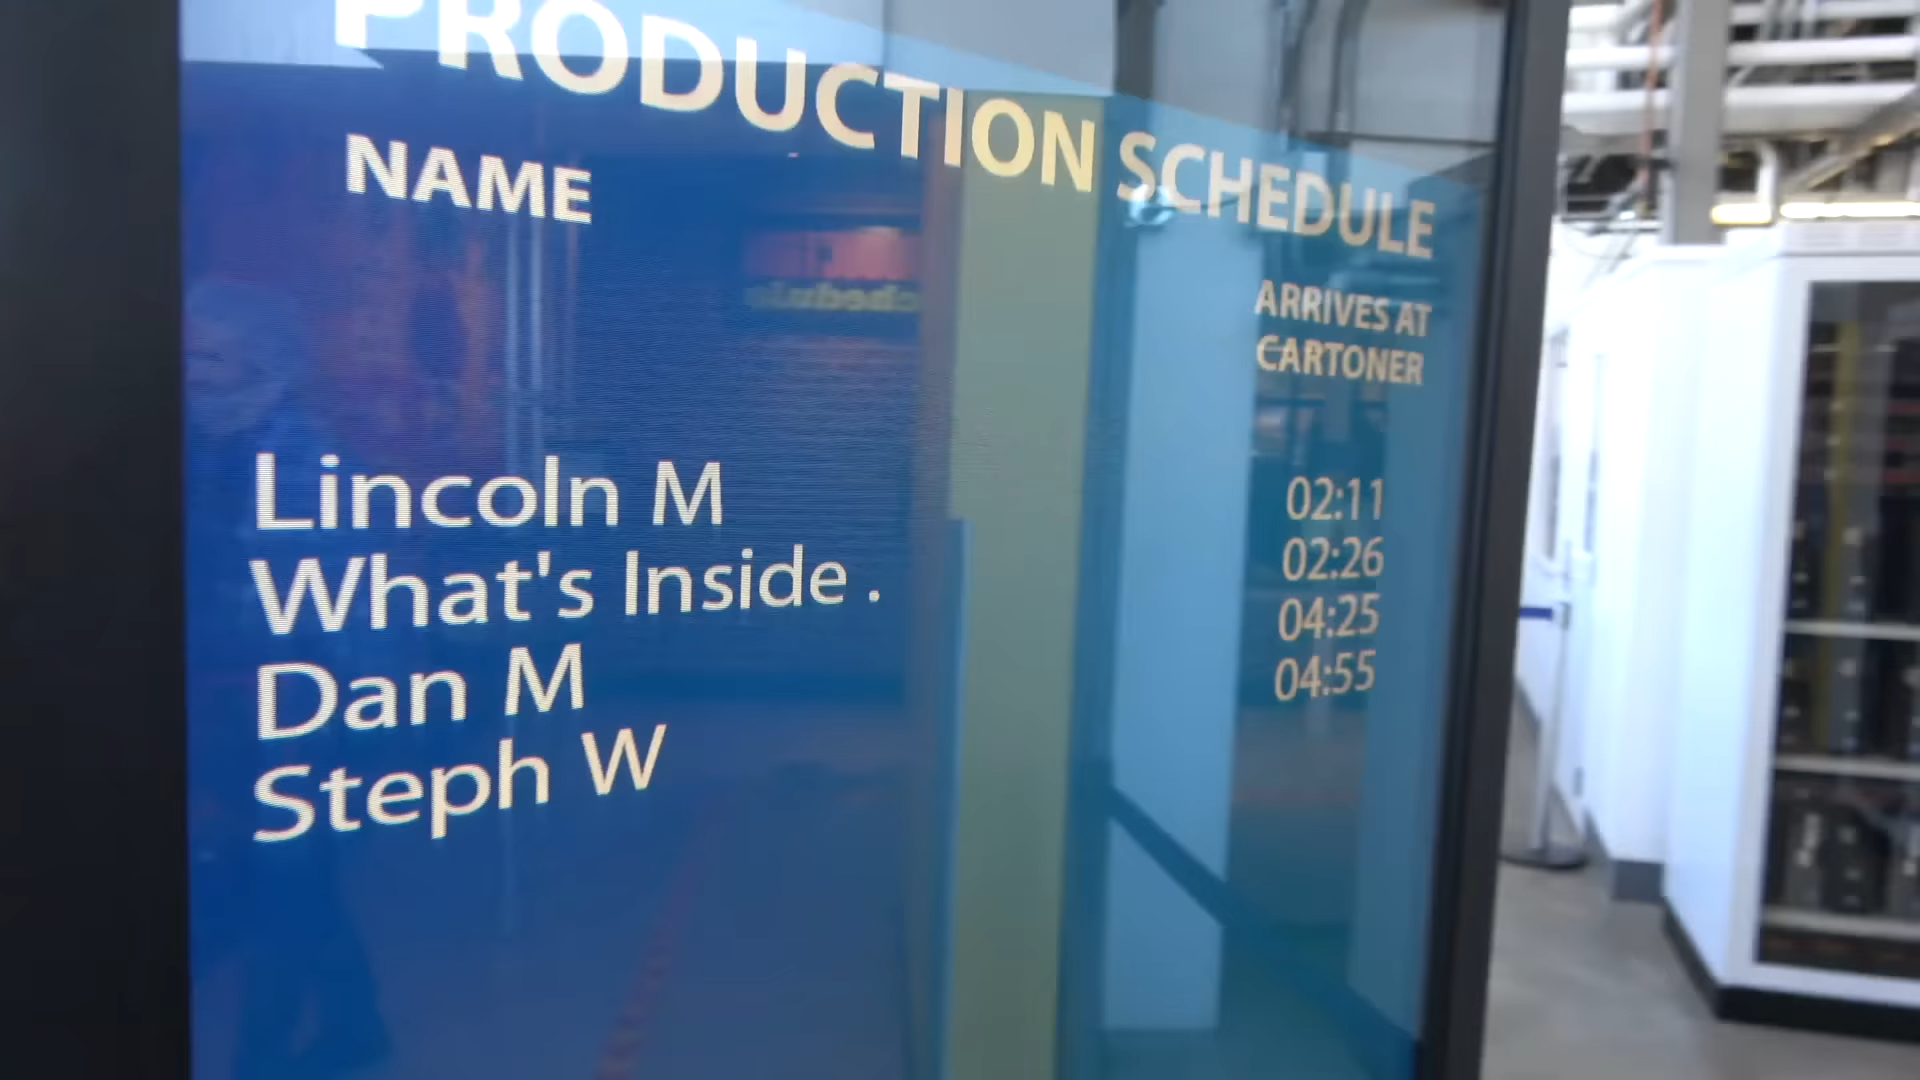 PRODUCTION SCHEDULE
NAME
ARRIVES AT
CARTONER
Lincoln M 02:11
What's Inside . 02:26
Dan M 04:25
Steph W 04:55